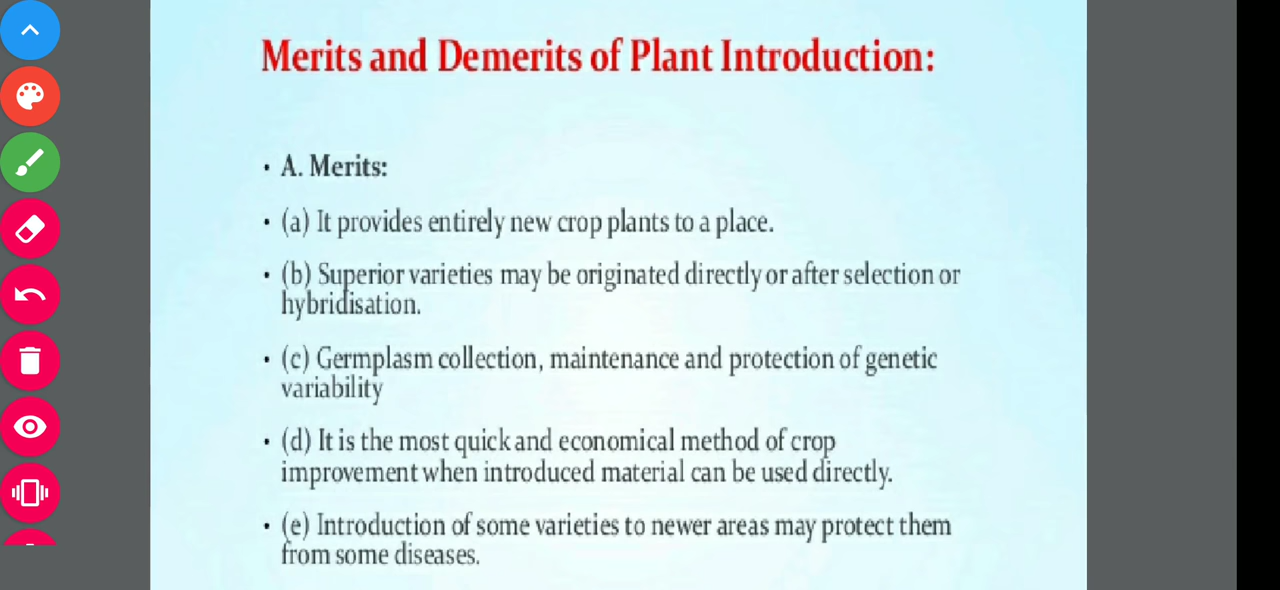 Merits and Demerits of Plant Introduction:
• A. Merits:
• (a) It provides entirely new crop plants to a place.
• (b) Superior varieties may be originated directly or after selection or
hybridisation.
• (c) Germplasm collection, maintenance and protection of genetic
variability
• (d) It is the most quick and economical method of crop
improvement when introduced material can be used directly.
• (e) Introduction of some varieties to newer areas may protect them
from some diseases.